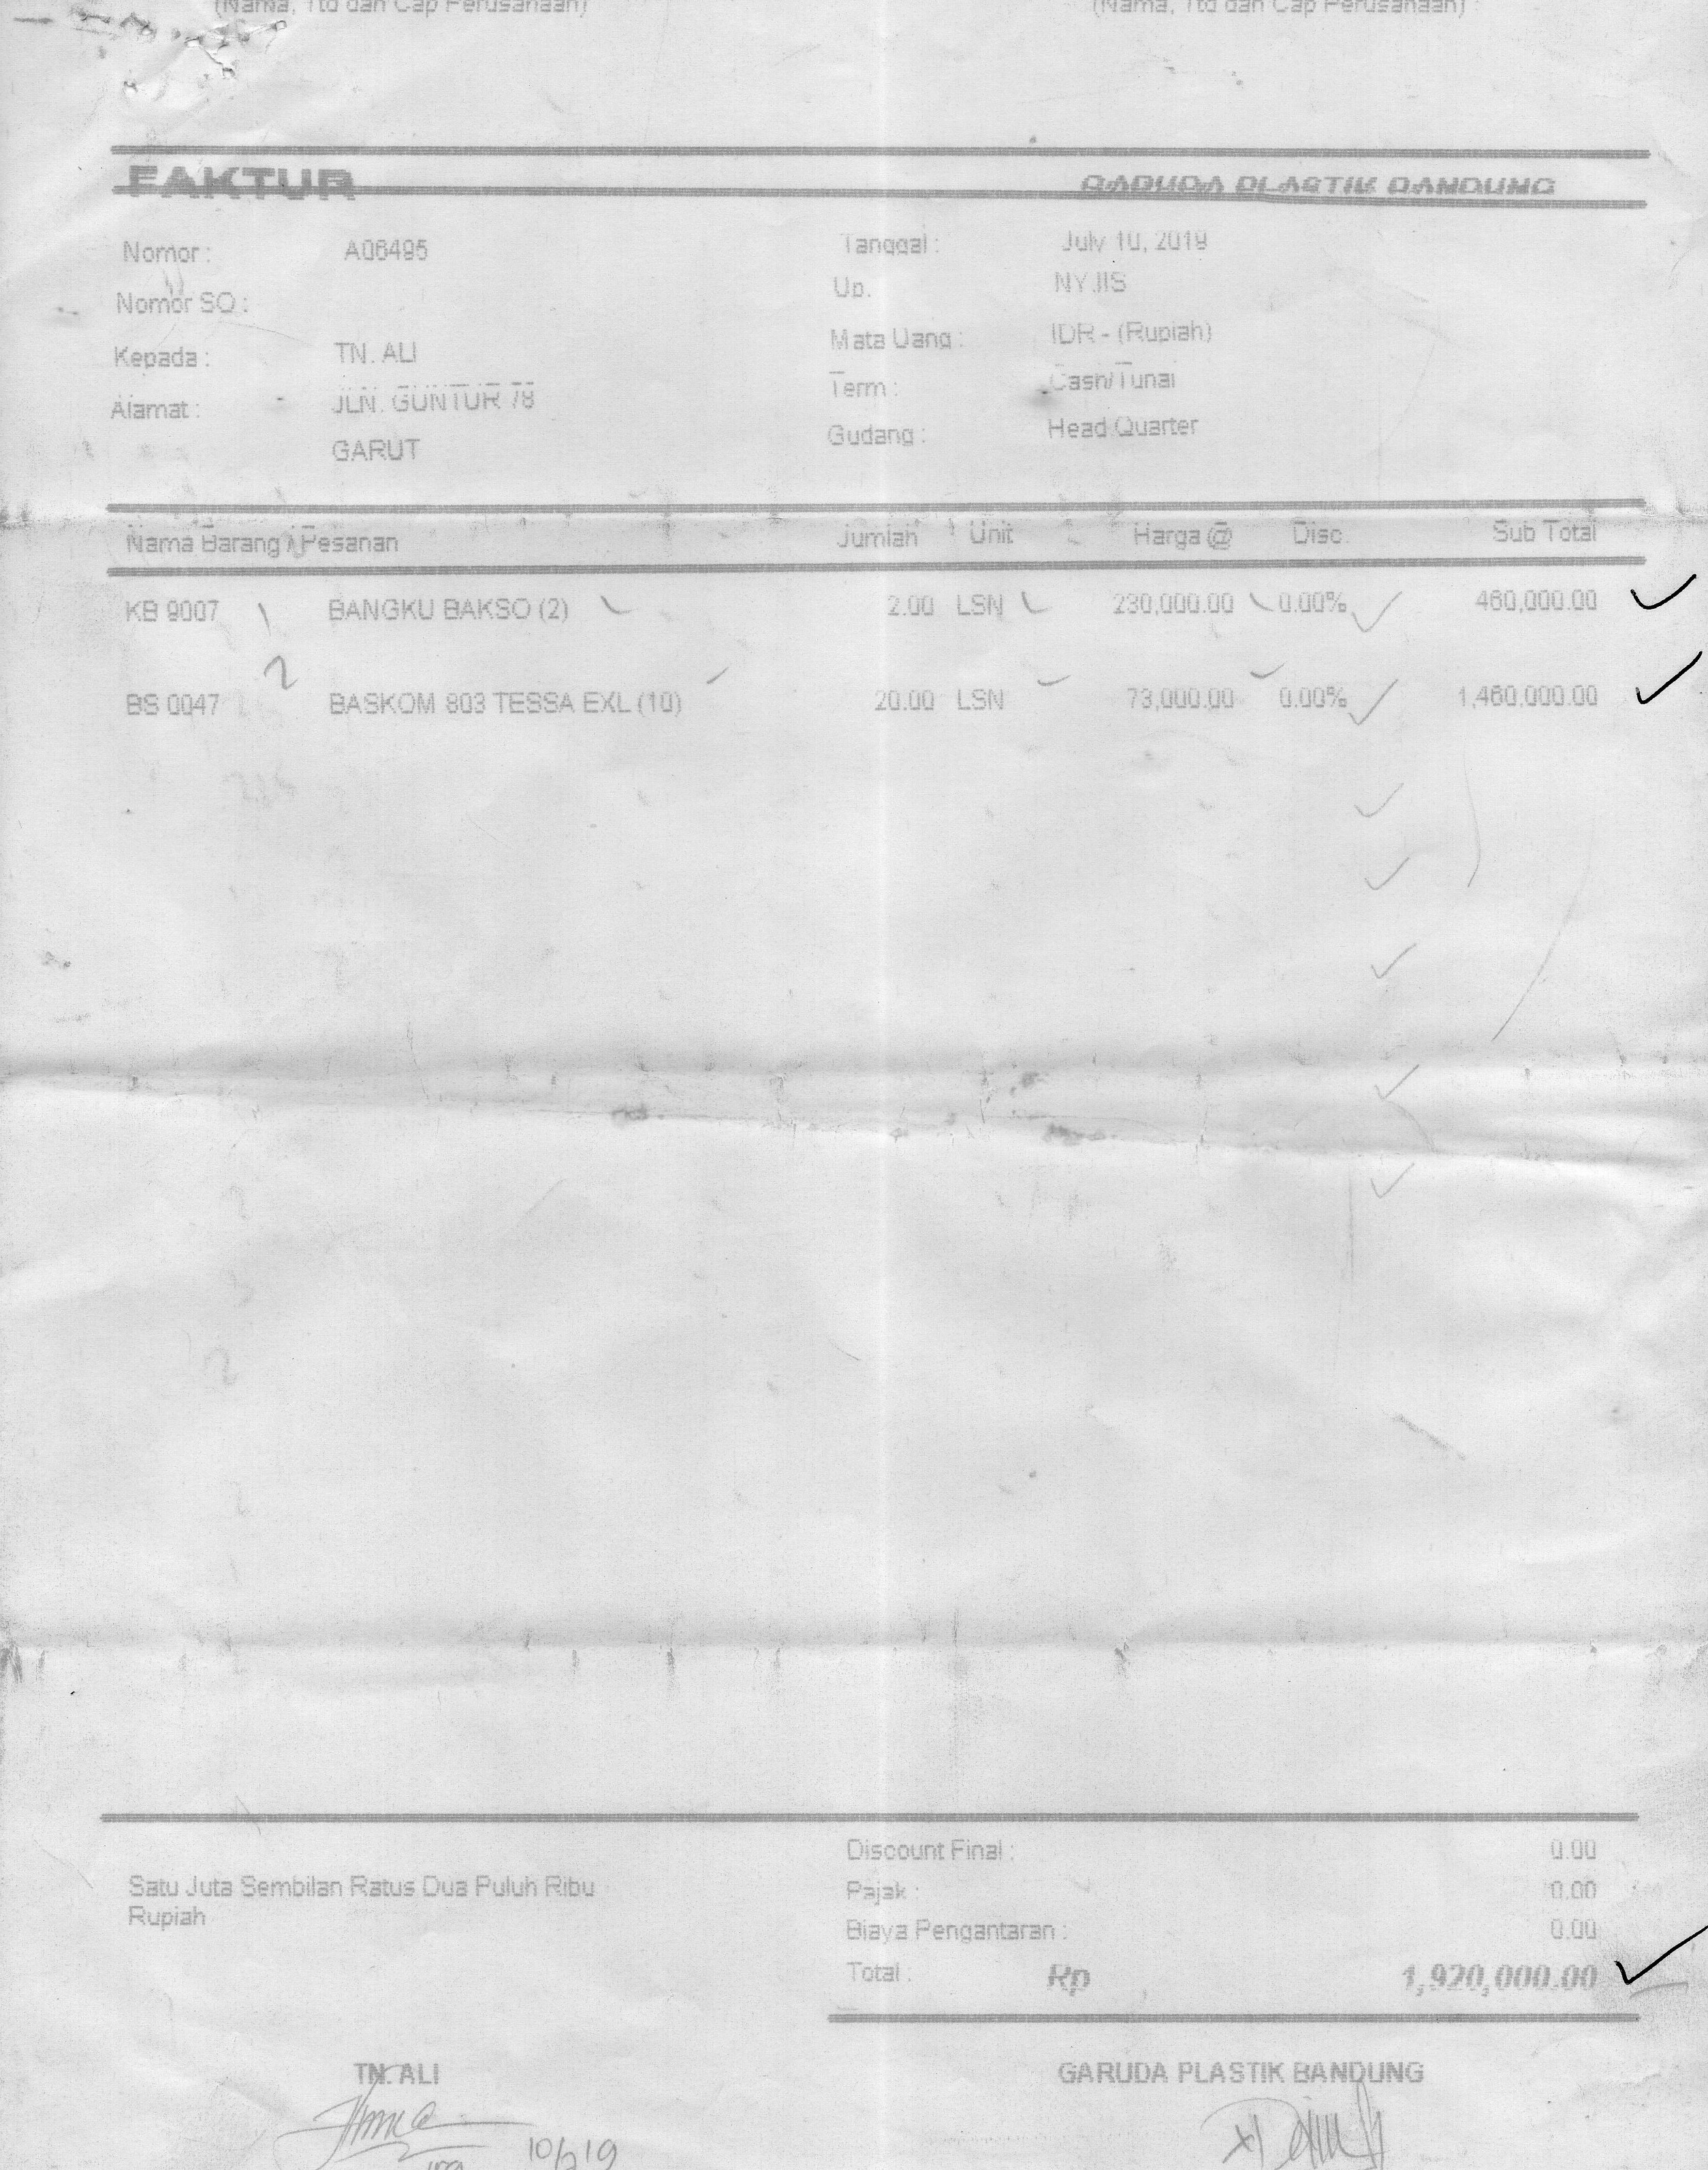 (Nama, Ttd dan Cap Perusahaan) (Nama, Ttd dan Cap Perusahaan)
FAKTUR GARUDA PLASTIK BANDUNG
Nomor : A06495 Tanggal : July 10, 2019
Nomor SO : Up. NY.IIS
Kepada : TN. ALI Mata Uang : IDR - (Rupiah)
Alamat : JLN. GUNTUR 78 Term : Cash/Tunai
GARUT Gudang : Head Quarter
Nama Barang / Pesanan Jumlah Unit Harga @ Disc. Sub Total
KB 9007 1 BANGKU BAKSO (2) 2.00 LSN 230,000.00 0.00% 460,000.00
BS 0047 2 BASKOM 803 TESSA EXL (10) 20.00 LSN 73,000.00 0.00% 1,460,000.00
Discount Final : 0.00
Satu Juta Sembilan Ratus Dua Puluh Ribu Pajak : 0.00
Rupiah Biaya Pengantaran : 0.00
Total : Rp 1,920,000.00
TN. ALI GARUDA PLASTIK BANDUNG